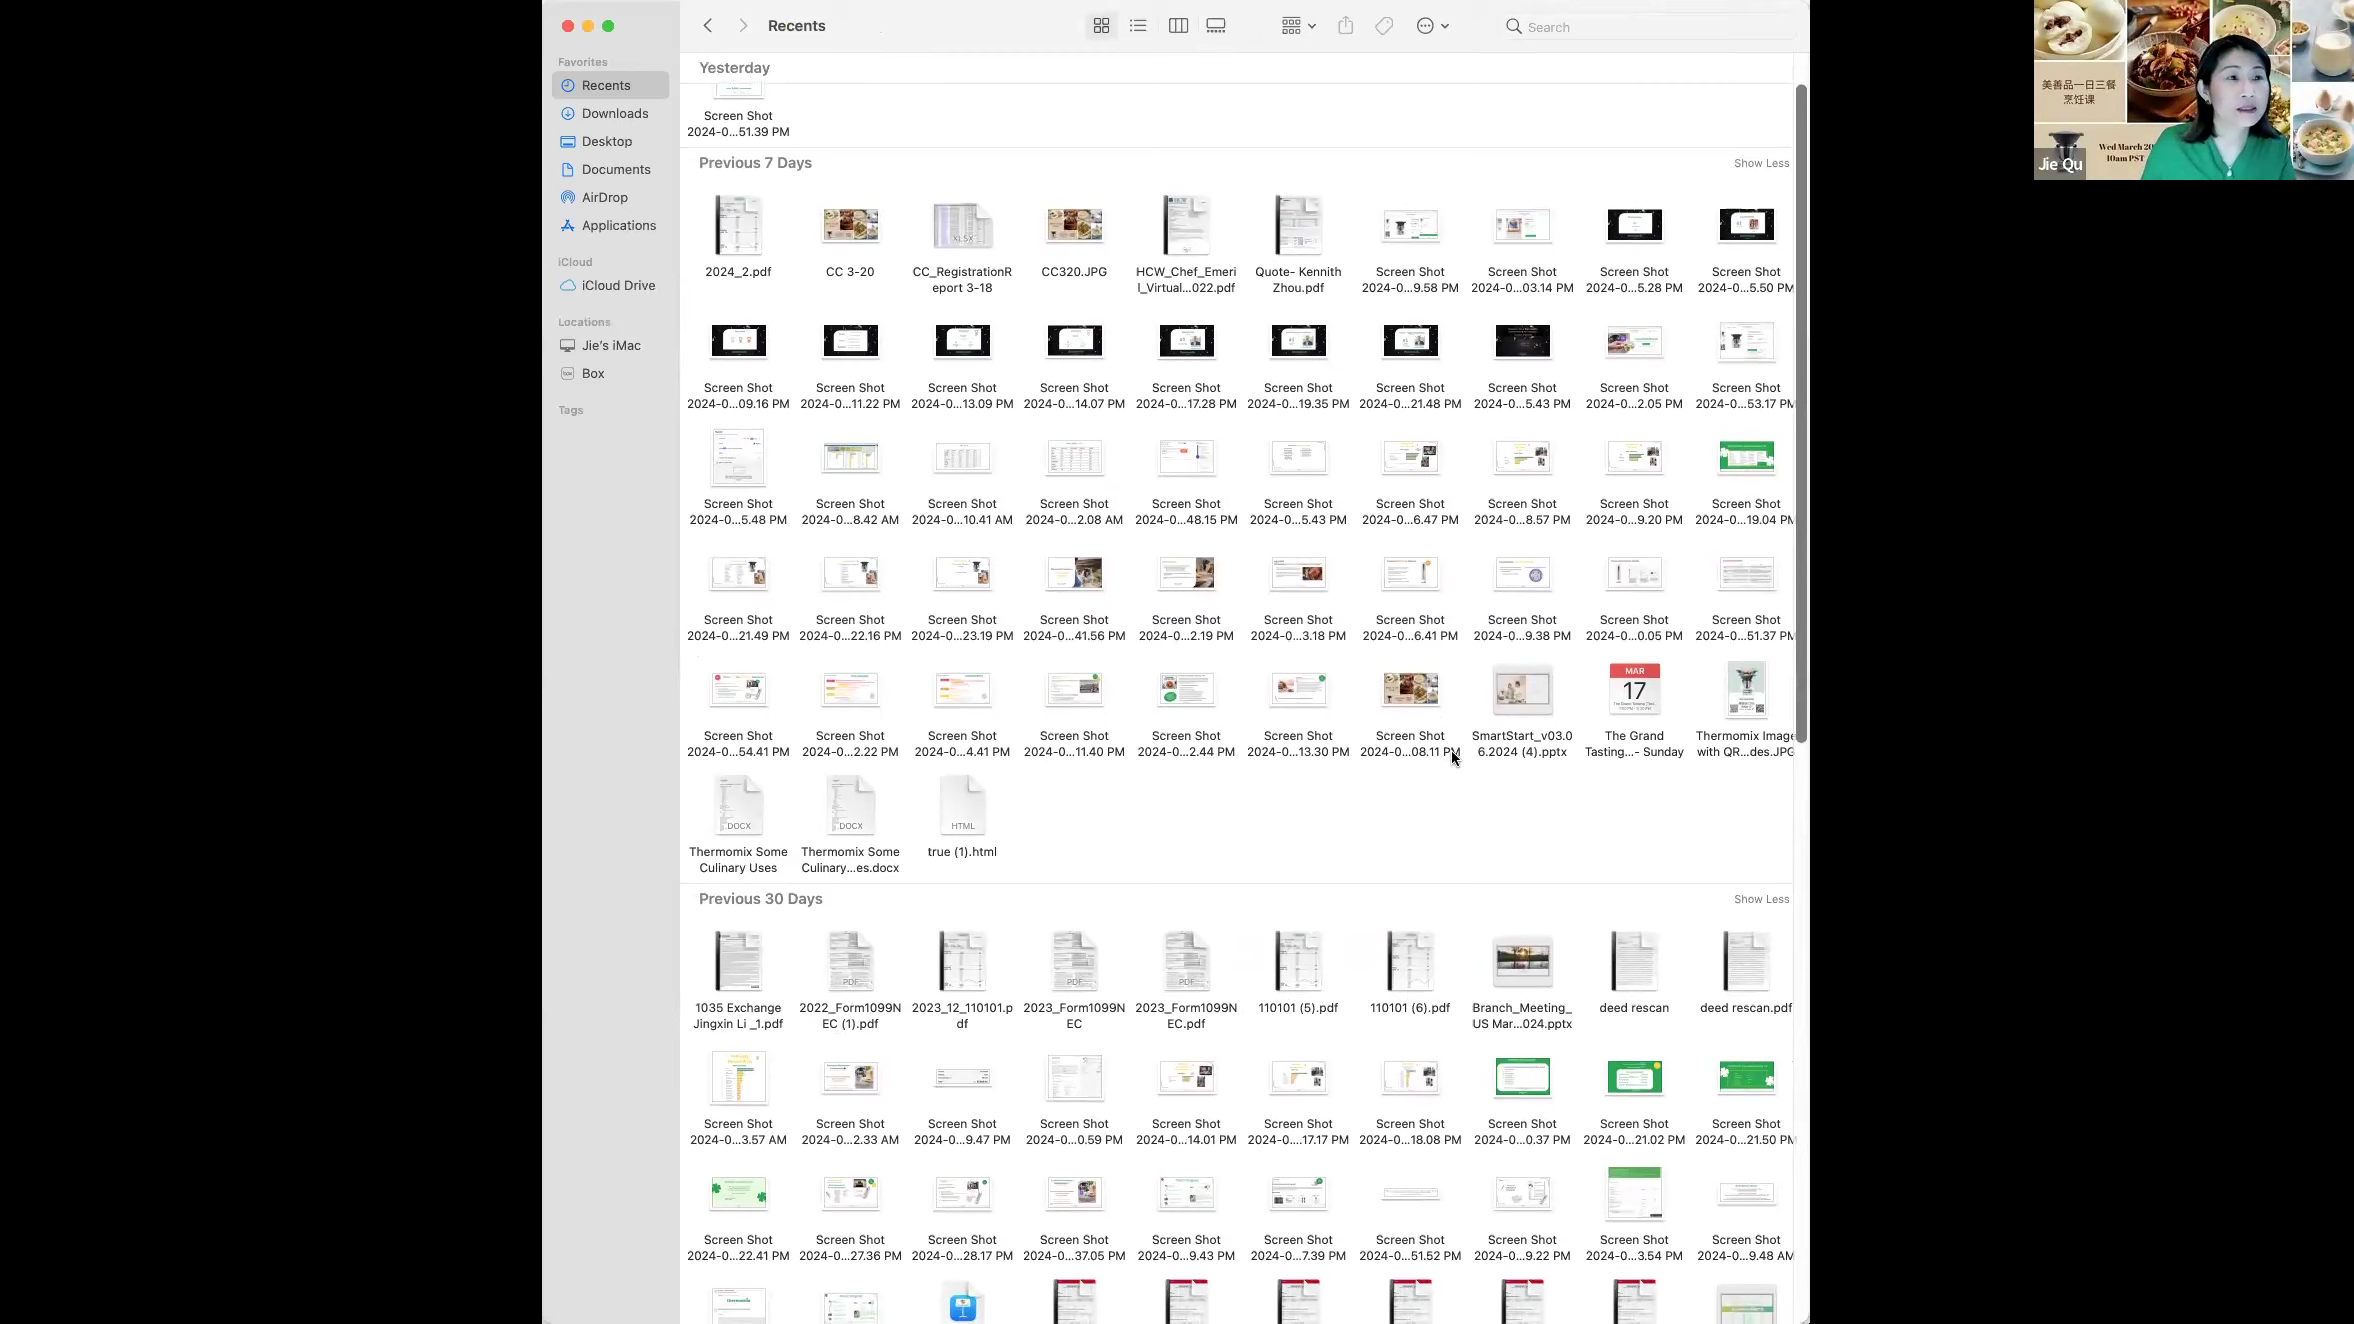 Recents
Search
Favorites
Recents
Downloads
Desktop
Documents
AirDrop
Applications
iCloud
iCloud Drive
Locations
Jie's iMac
Box
Tags
Yesterday
Screen Shot
2024-0...51.39 PM
Previous 7 Days
Show Less
XLSX
2024_2.pdf
CC 3-20
CC_RegistrationR
eport 3-18
CC320.JPG
HCW_Chef_Emeri
l_Virtual...022.pdf
Quote- Kennith
Zhou.pdf
Screen Shot
2024-0...9.58 PM
Screen Shot
2024-0...03.14 PM
Screen Shot
2024-0...5.28 PM
Screen Shot
2024-0...5.50 PM
Screen Shot
2024-0...09.16 PM
Screen Shot
2024-0...11.22 PM
Screen Shot
2024-0...13.09 PM
Screen Shot
2024-0...14.07 PM
Screen Shot
2024-0...17.28 PM
Screen Shot
2024-0...19.35 PM
Screen Shot
2024-0...21.48 PM
Screen Shot
2024-0...5.43 PM
Screen Shot
2024-0...2.05 PM
Screen Shot
2024-0...53.17 PM
Screen Shot
2024-0...5.48 PM
Screen Shot
2024-0...8.42 AM
Screen Shot
2024-0...10.41 AM
Screen Shot
2024-0...2.08 AM
Screen Shot
2024-0...48.15 PM
Screen Shot
2024-0...5.43 PM
Screen Shot
2024-0...6.47 PM
Screen Shot
2024-0...8.57 PM
Screen Shot
2024-0...9.20 PM
Screen Shot
2024-0...19.04 PM
Screen Shot
2024-0...21.49 PM
Screen Shot
2024-0...22.16 PM
Screen Shot
2024-0...23.19 PM
Screen Shot
2024-0...41.56 PM
Screen Shot
2024-0...2.19 PM
Screen Shot
2024-0...3.18 PM
Screen Shot
2024-0...6.41 PM
Screen Shot
2024-0...9.38 PM
Screen Shot
2024-0...0.05 PM
Screen Shot
2024-0...51.37 PM
MAR
17
Screen Shot
2024-0...54.41 PM
Screen Shot
2024-0...2.22 PM
Screen Shot
2024-0...4.41 PM
Screen Shot
2024-0...11.40 PM
Screen Shot
2024-0...2.44 PM
Screen Shot
2024-0...13.30 PM
Screen Shot
2024-0...08.11 PM
SmartStart_v03.0
6.2024 (4).pptx
The Grand
Tasting...- Sunday
Thermomix Image
with QR...des.JPG
DOCX
DOCX
HTML
Thermomix Some
Culinary Uses
Thermomix Some
Culinary...es.docx
true (1).html
Previous 30 Days
Show Less
PDF
PDF
PDF
1035 Exchange
Jingxin Li _1.pdf
2022_Form1099N
EC (1).pdf
2023_12_110101.p
df
2023_Form1099N
EC
2023_Form1099N
EC.pdf
110101 (5).pdf
110101 (6).pdf
Branch_Meeting_
US Mar...024.pptx
deed rescan
deed rescan.pdf
Screen Shot
2024-0...3.57 AM
Screen Shot
2024-0...2.33 AM
Screen Shot
2024-0...9.47 PM
Screen Shot
2024-0...0.59 PM
Screen Shot
2024-0...14.01 PM
Screen Shot
2024-0....17.17 PM
Screen Shot
2024-0...18.08 PM
Screen Shot
2024-0...0.37 PM
Screen Shot
2024-0...21.02 PM
Screen Shot
2024-0...21.50 PM
Screen Shot
2024-0...22.41 PM
Screen Shot
2024-0...27.36 PM
Screen Shot
2024-0...28.17 PM
Screen Shot
2024-0...37.05 PM
Screen Shot
2024-0...9.43 PM
Screen Shot
2024-0...7.39 PM
Screen Shot
2024-0...51.52 PM
Screen Shot
2024-0...9.22 PM
Screen Shot
2024-0...3.54 PM
Screen Shot
2024-0...9.48 AM
美善品一日三餐
烹饪课
Wed March 20
10am PST
Jie Qu